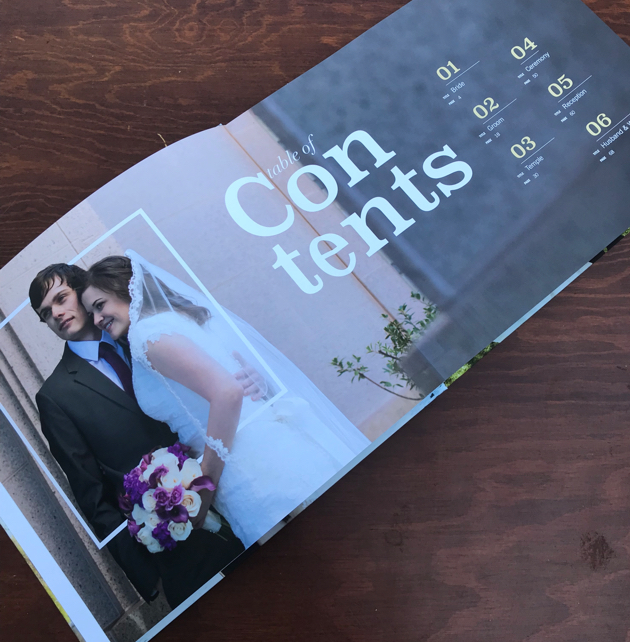 table of
Con
tents
01
Bride
02
Groom
03
Temple
04
Ceremony
05
Reception
06
Husband &